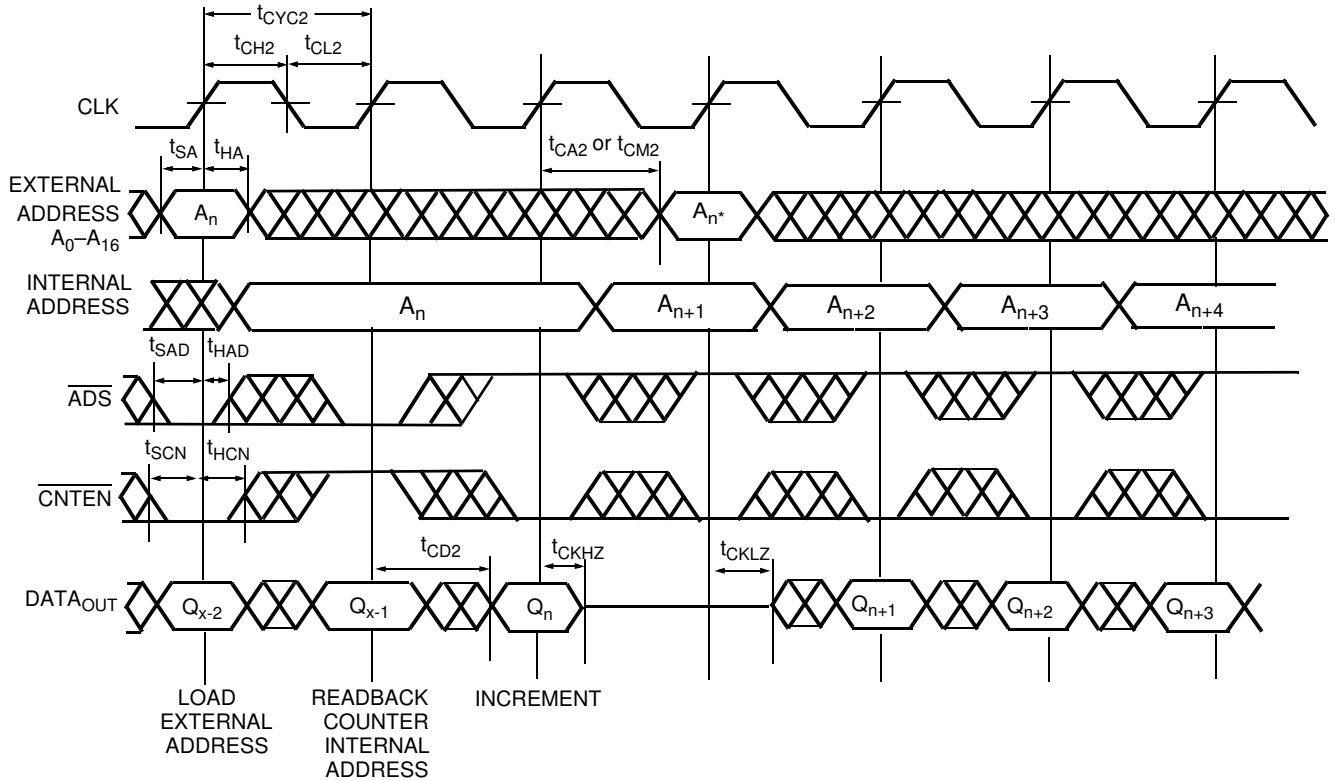 tCYC2
tCH2 tCL2
CLK
tSA tHA tCA2 or tCM2
EXTERNAL
ADDRESS
A0–A16
An An*
INTERNAL
ADDRESS
An An+1 An+2 An+3 An+4
tSAD tHAD
ADS
tSCN tHCN
CNTEN
tCD2 tCKHZ tCKLZ
DATAOUT Qx-2 Qx-1 Qn Qn+1 Qn+2 Qn+3
LOAD
EXTERNAL
ADDRESS
READBACK
COUNTER
INTERNAL
ADDRESS
INCREMENT